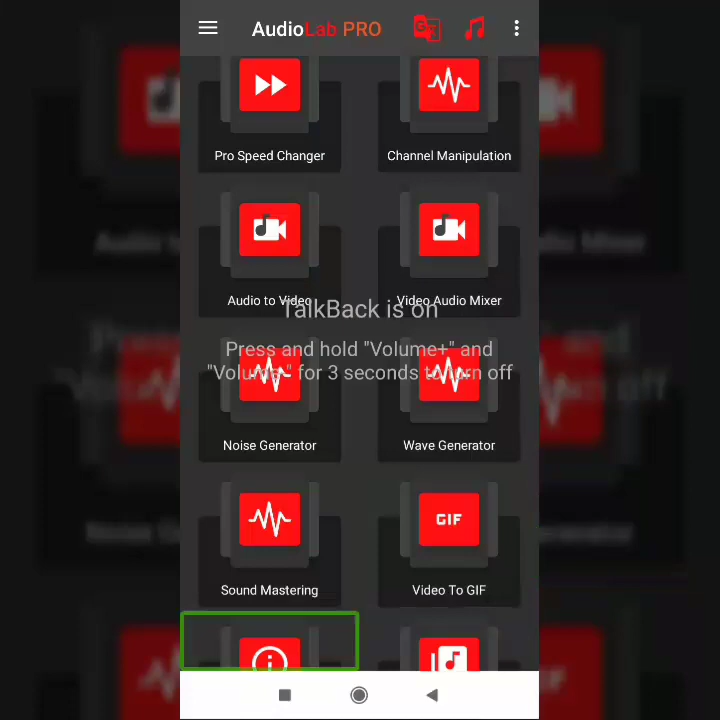 AudioLab PRO
Pro Speed Changer
Channel Manipulation
Audio to Video
Video Audio Mixer
TalkBack is on
Press and hold "Volume+" and
"Volume-" for 3 seconds to turn off
Noise Generator
Wave Generator
GIF
Sound Mastering
Video To GIF